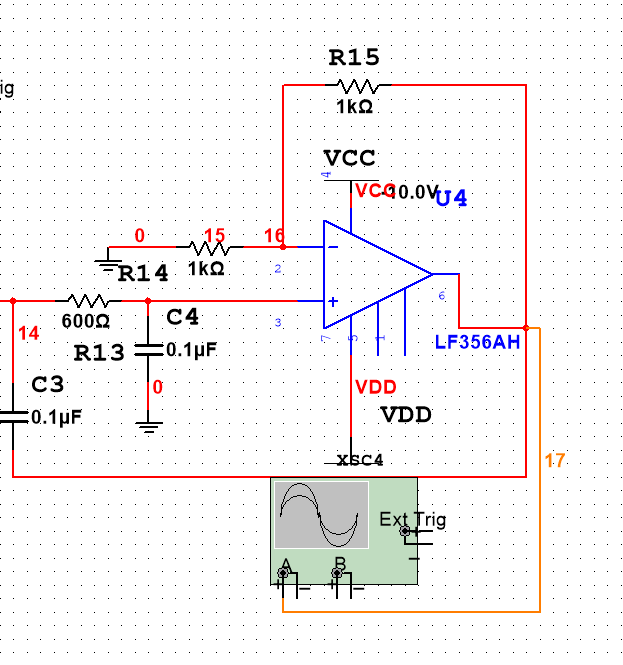 R15
ig
1kΩ
VCC
4
VCC
-10.0V
U4
0
15
16
R14
1kΩ
2
6
600Ω
C4
3
14
R13
0.1µF
7
5
1
LF356AH
C3
0
VDD
0.1µF
VDD
XSC4
17
Ext Trig
A
B